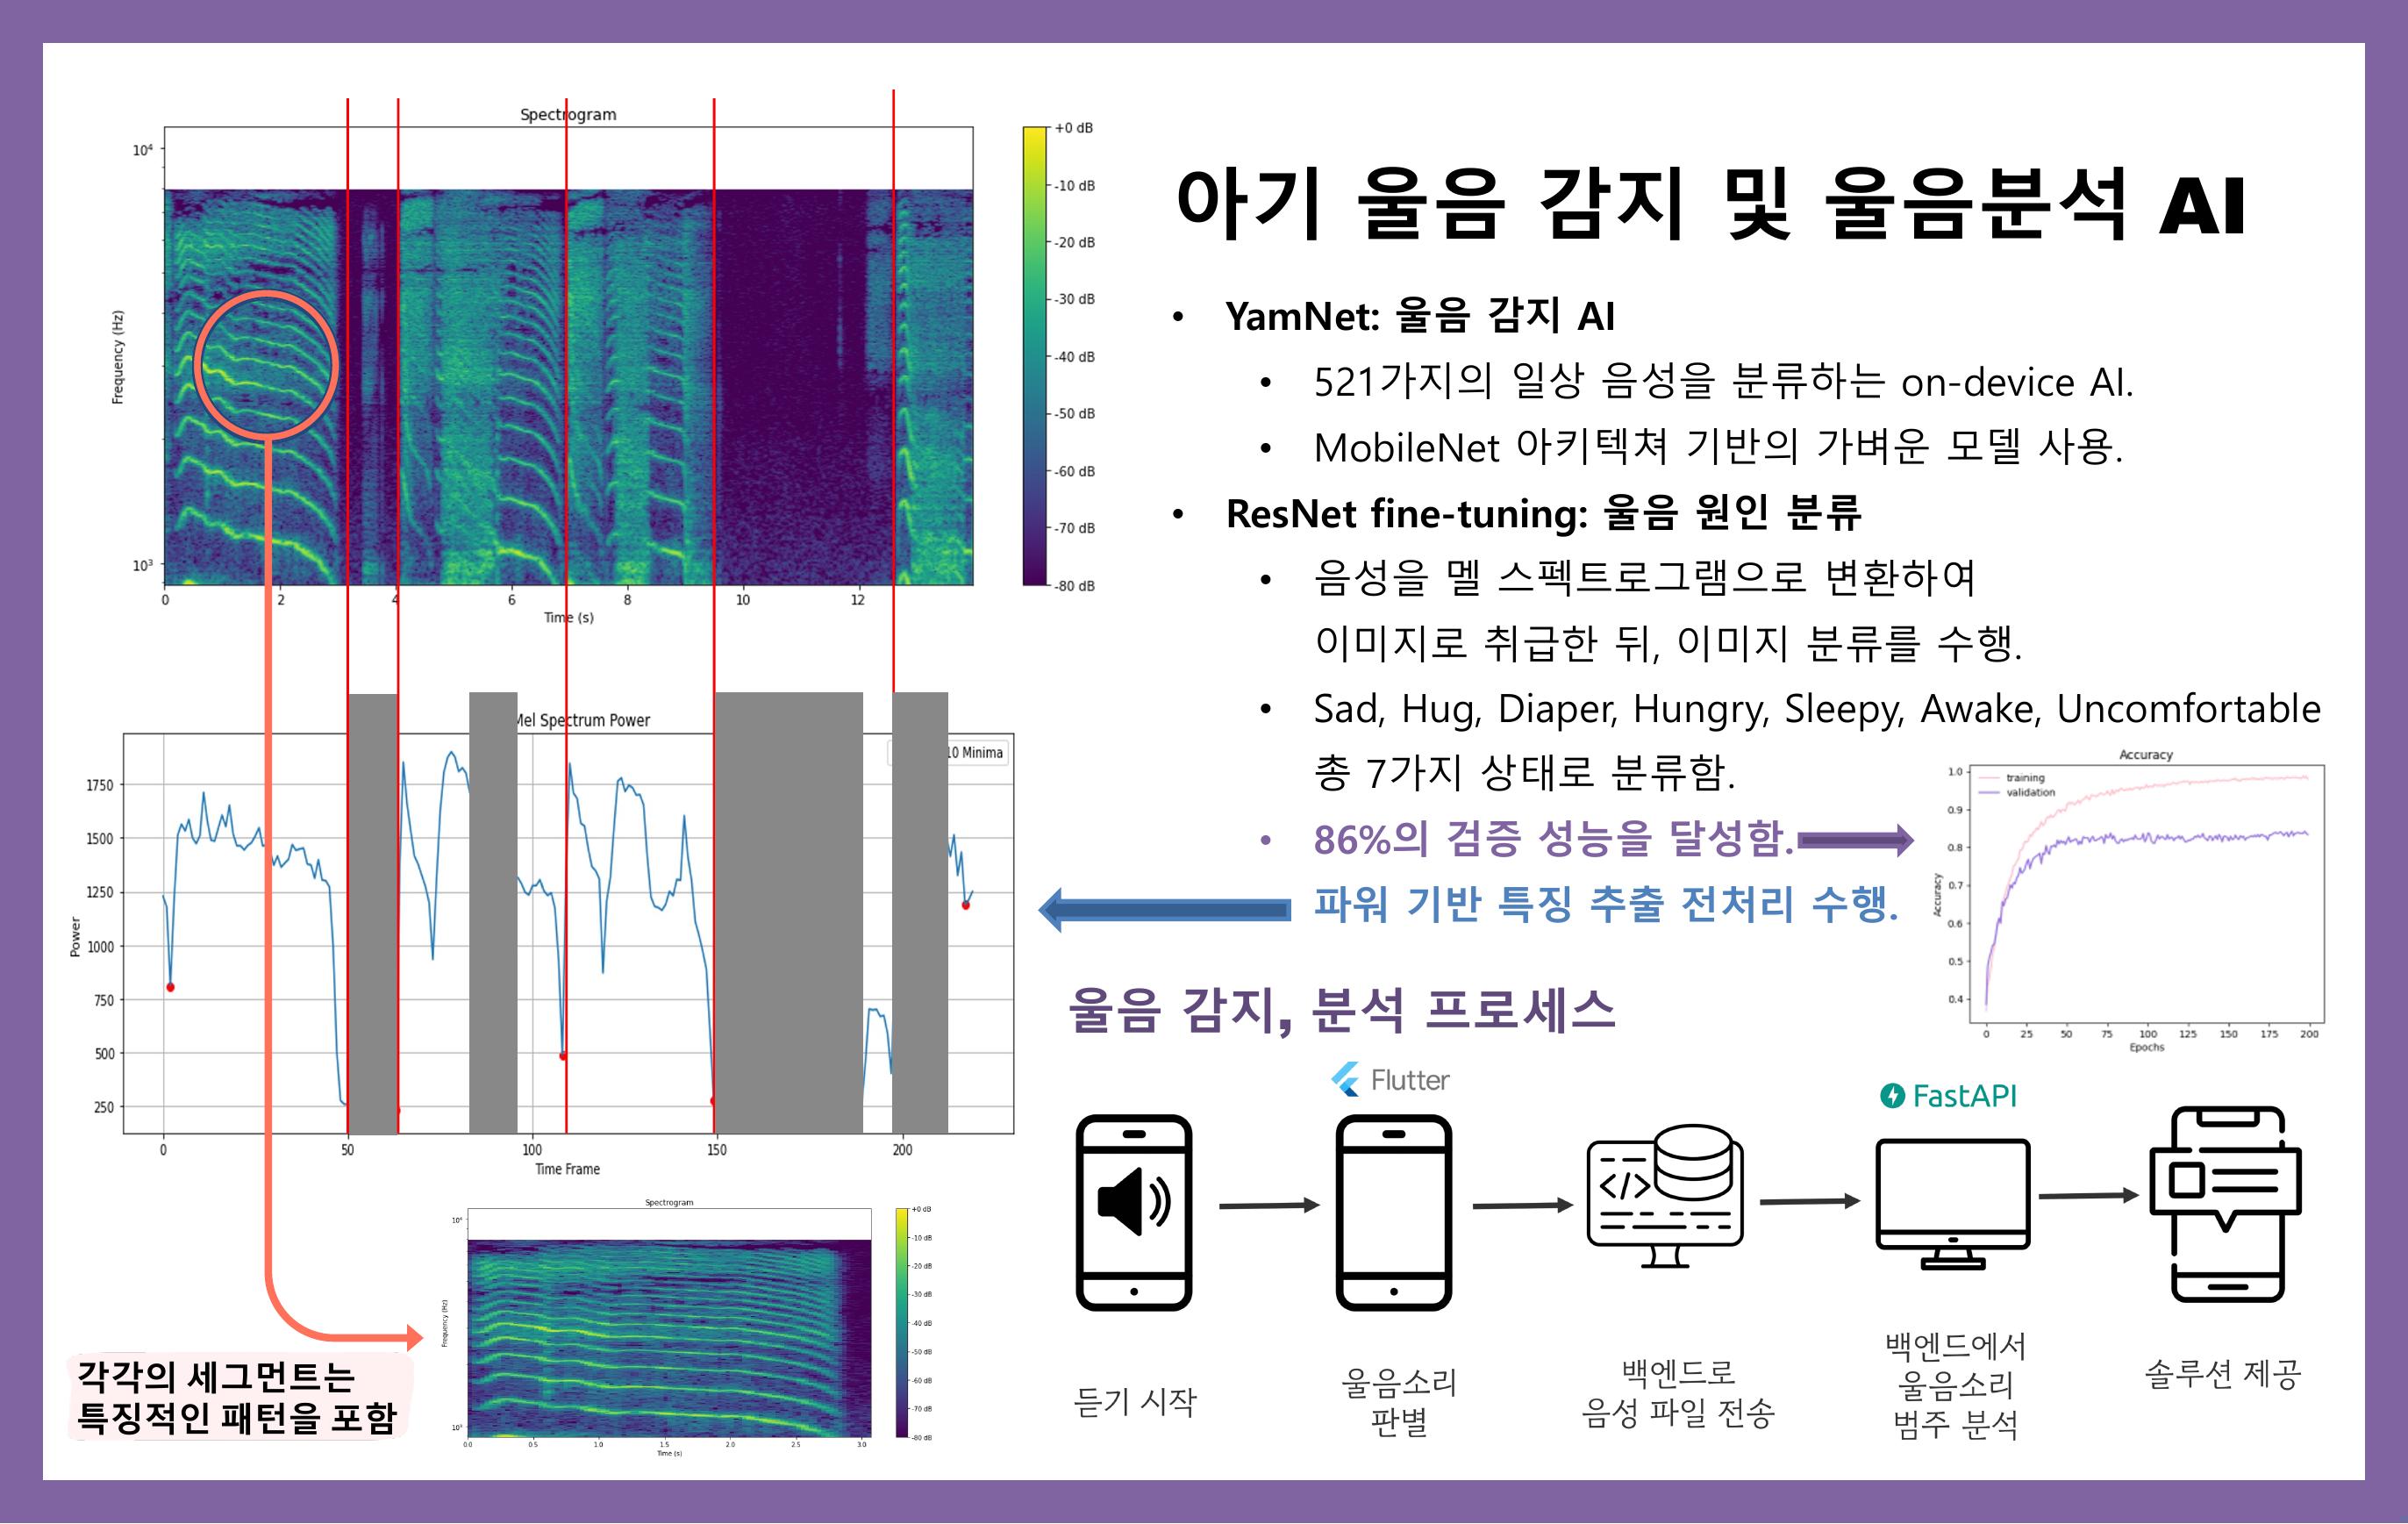 Spectrogram
10⁴
10³
Frequency (Hz)
0 2 4 6 8 10 12
Time (s)
+0 dB
-10 dB
-20 dB
-30 dB
-40 dB
-50 dB
-60 dB
-70 dB
-80 dB
아기 울음 감지 및 울음분석 AI
• YamNet: 울음 감지 AI
• 521가지의 일상 음성을 분류하는 on-device AI.
• MobileNet 아키텍쳐 기반의 가벼운 모델 사용.
• ResNet fine-tuning: 울음 원인 분류
• 음성을 멜 스펙트로그램으로 변환하여
이미지로 취급한 뒤, 이미지 분류를 수행.
• Sad, Hug, Diaper, Hungry, Sleepy, Awake, Uncomfortable
총 7가지 상태로 분류함.
• 86%의 검증 성능을 달성함.
파워 기반 특징 추출 전처리 수행.
Accuracy
training
validation
1.0
0.9
0.8
0.7
0.6
0.5
0.4
Accuracy
0 25 50 75 100 125 150 175 200
Epochs
Mel Spectrum Power
10 Minima
1750
1500
1250
1000
750
500
250
Power
0 50 100 150 200
Time Frame
Spectrogram
10⁴
10³
Frequency (Hz)
0.0 0.5 1.0 1.5 2.0 2.5 3.0
Time (s)
+0 dB
-10 dB
-20 dB
-30 dB
-40 dB
-50 dB
-60 dB
-70 dB
-80 dB
각각의 세그먼트는
특징적인 패턴을 포함
울음 감지, 분석 프로세스
Flutter
FastAPI
</>
듣기 시작
울음소리
판별
백엔드로
음성 파일 전송
백엔드에서
울음소리
범주 분석
솔루션 제공